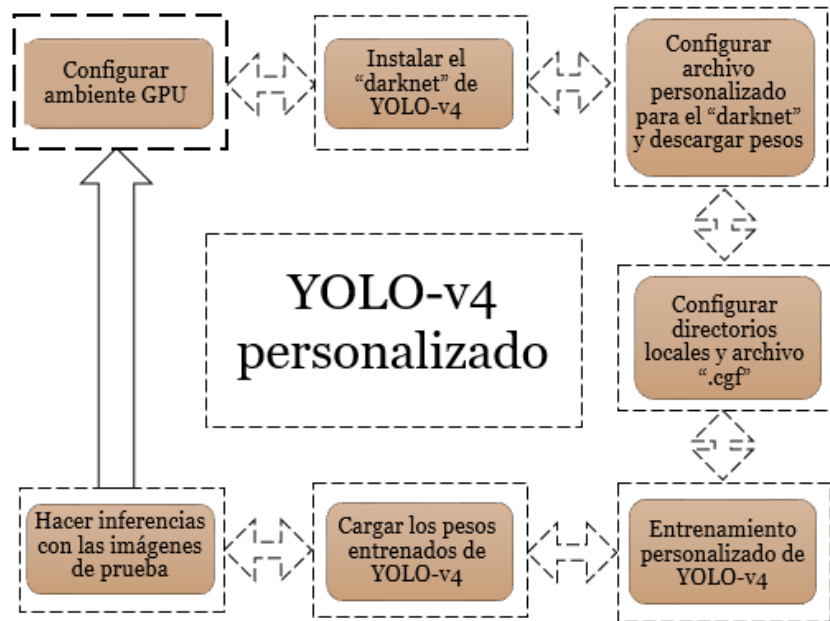 Configurar
ambiente GPU
Instalar el
“darknet” de
YOLO-v4
Configurar
archivo
personalizado
para el “darknet”
y descargar pesos
YOLO-v4
personalizado
Configurar
directorios
locales y archivo
“.cgf”
Hacer inferencias
con las imágenes
de prueba
Cargar los pesos
entrenados de
YOLO-v4
Entrenamiento
personalizado de
YOLO-v4